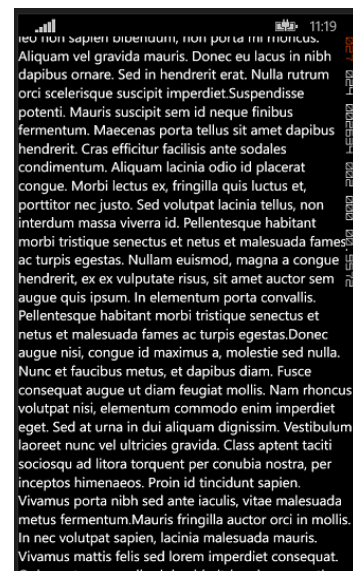 11:19
leo non sapien bibendum, non porta mi rhoncus.
Aliquam vel gravida mauris. Donec eu lacus in nibh
dapibus ornare. Sed in hendrerit erat. Nulla rutrum
orci scelerisque suscipit imperdiet.Suspendisse
potenti. Mauris suscipit sem id neque finibus
fermentum. Maecenas porta tellus sit amet dapibus
hendrerit. Cras efficitur facilisis ante sodales
condimentum. Aliquam lacinia odio id placerat
congue. Morbi lectus ex, fringilla quis luctus et,
porttitor nec justo. Sed volutpat lacinia tellus, non
interdum massa viverra id. Pellentesque habitant
morbi tristique senectus et netus et malesuada fames
ac turpis egestas. Nullam euismod, magna a congue
hendrerit, ex ex vulputate risus, sit amet auctor sem
augue quis ipsum. In elementum porta convallis.
Pellentesque habitant morbi tristique senectus et
netus et malesuada fames ac turpis egestas.Donec
augue nisi, congue id maximus a, molestie sed nulla.
Nunc et faucibus metus, et dapibus diam. Fusce
consequat augue ut diam feugiat mollis. Nam rhoncus
volutpat nisi, elementum commodo enim imperdiet
eget. Sed at urna in dui aliquam dignissim. Vestibulum
laoreet nunc vel ultricies gravida. Class aptent taciti
sociosqu ad litora torquent per conubia nostra, per
inceptos himenaeos. Proin id tincidunt sapien.
Vivamus porta nibh sed ante iaculis, vitae malesuada
metus fermentum.Mauris fringilla auctor orci in mollis.
In nec volutpat sapien, lacinia malesuada mauris.
Vivamus mattis felis sed lorem imperdiet consequat.